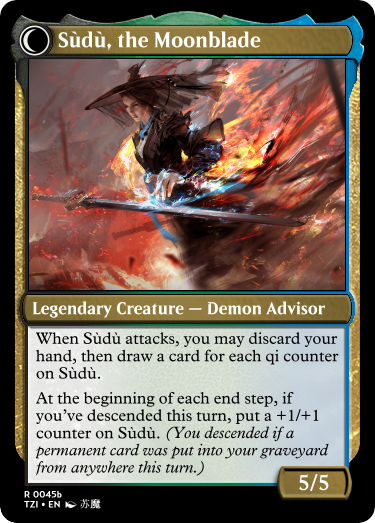 Sùdù, the Moonblade
Legendary Creature — Demon Advisor
When Sùdù attacks, you may discard your
hand, then draw a card for each qi counter
on Sùdù.
At the beginning of each end step, if
you've descended this turn, put a +1/+1
counter on Sùdù. (You descended if a
permanent card was put into your graveyard
from anywhere this turn.)
5/5
R 0045b
TZI • EN 苏魔